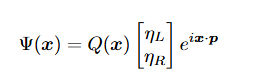 Ψ(x) = Q(x) [η_L η_R] e^{ix·p}